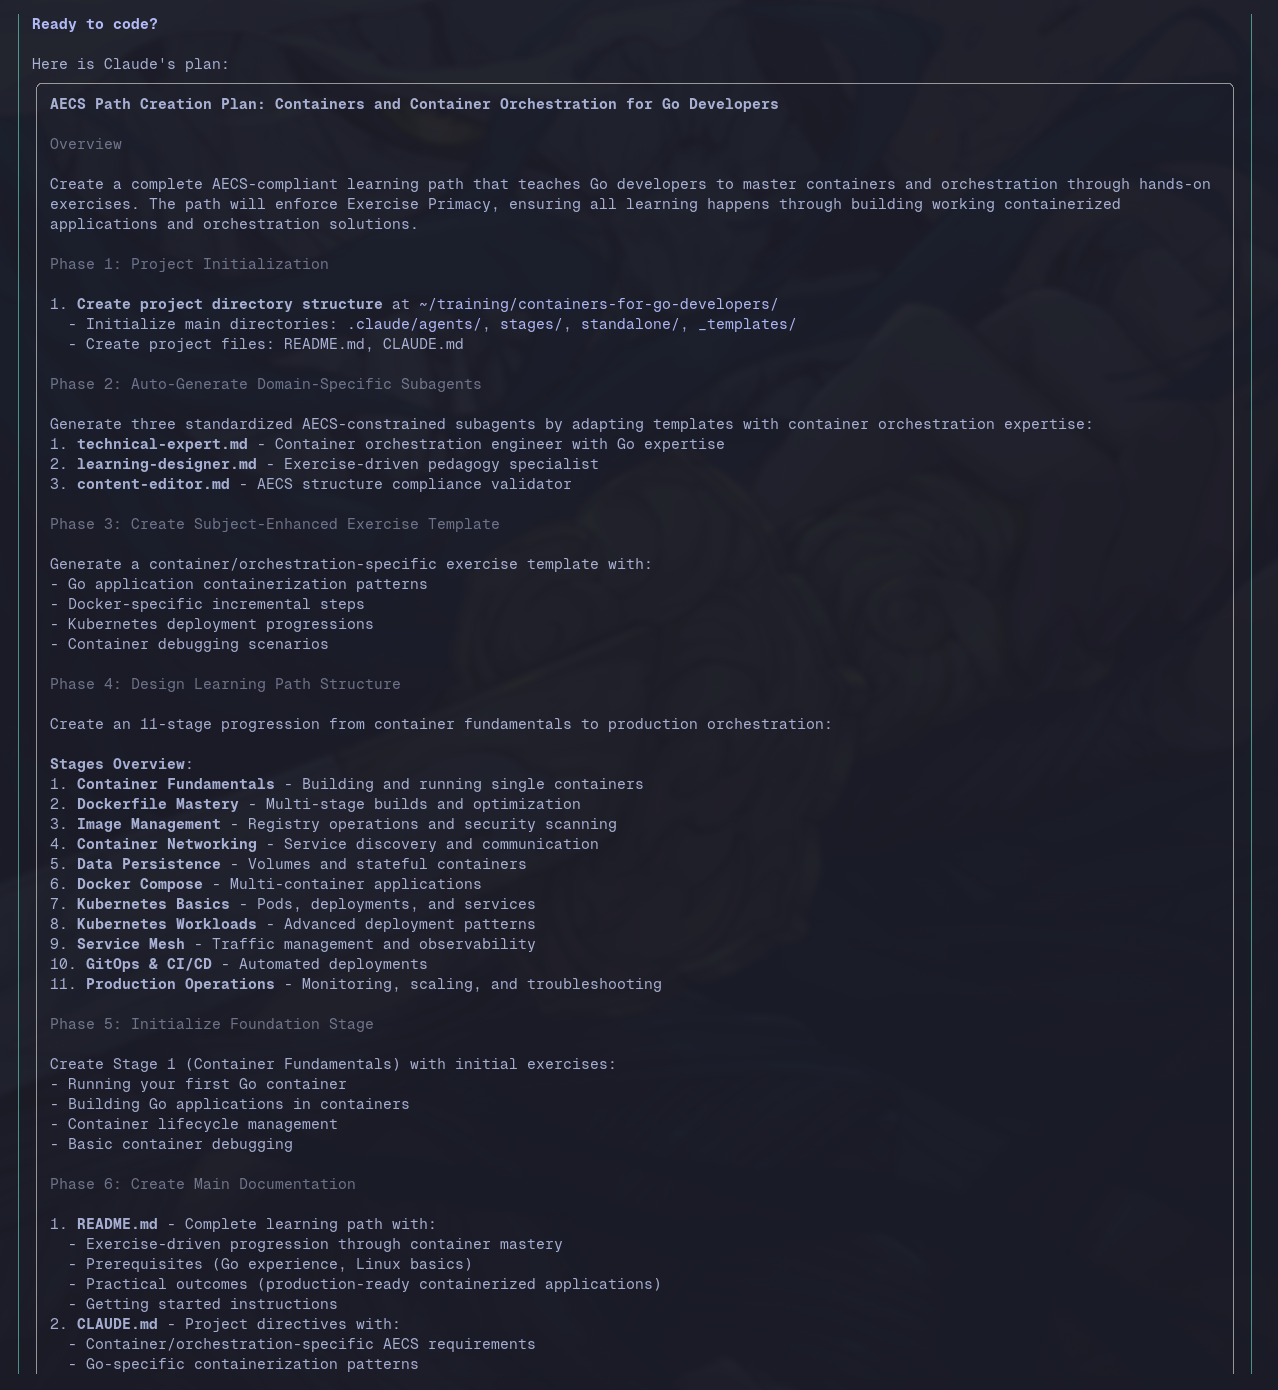 Ready to code?
Here is Claude's plan:
AECS Path Creation Plan: Containers and Container Orchestration for Go Developers
Overview
Create a complete AECS-compliant learning path that teaches Go developers to master containers and orchestration through hands-on
exercises. The path will enforce Exercise Primacy, ensuring all learning happens through building working containerized
applications and orchestration solutions.
Phase 1: Project Initialization
1. Create project directory structure at ~/training/containers-for-go-developers/
- Initialize main directories: .claude/agents/, stages/, standalone/, _templates/
- Create project files: README.md, CLAUDE.md
Phase 2: Auto-Generate Domain-Specific Subagents
Generate three standardized AECS-constrained subagents by adapting templates with container orchestration expertise:
1. technical-expert.md - Container orchestration engineer with Go expertise
2. learning-designer.md - Exercise-driven pedagogy specialist
3. content-editor.md - AECS structure compliance validator
Phase 3: Create Subject-Enhanced Exercise Template
Generate a container/orchestration-specific exercise template with:
- Go application containerization patterns
- Docker-specific incremental steps
- Kubernetes deployment progressions
- Container debugging scenarios
Phase 4: Design Learning Path Structure
Create an 11-stage progression from container fundamentals to production orchestration:
Stages Overview:
1. Container Fundamentals - Building and running single containers
2. Dockerfile Mastery - Multi-stage builds and optimization
3. Image Management - Registry operations and security scanning
4. Container Networking - Service discovery and communication
5. Data Persistence - Volumes and stateful containers
6. Docker Compose - Multi-container applications
7. Kubernetes Basics - Pods, deployments, and services
8. Kubernetes Workloads - Advanced deployment patterns
9. Service Mesh - Traffic management and observability
10. GitOps & CI/CD - Automated deployments
11. Production Operations - Monitoring, scaling, and troubleshooting
Phase 5: Initialize Foundation Stage
Create Stage 1 (Container Fundamentals) with initial exercises:
- Running your first Go container
- Building Go applications in containers
- Container lifecycle management
- Basic container debugging
Phase 6: Create Main Documentation
1. README.md - Complete learning path with:
- Exercise-driven progression through container mastery
- Prerequisites (Go experience, Linux basics)
- Practical outcomes (production-ready containerized applications)
- Getting started instructions
2. CLAUDE.md - Project directives with:
- Container/orchestration-specific AECS requirements
- Go-specific containerization patterns